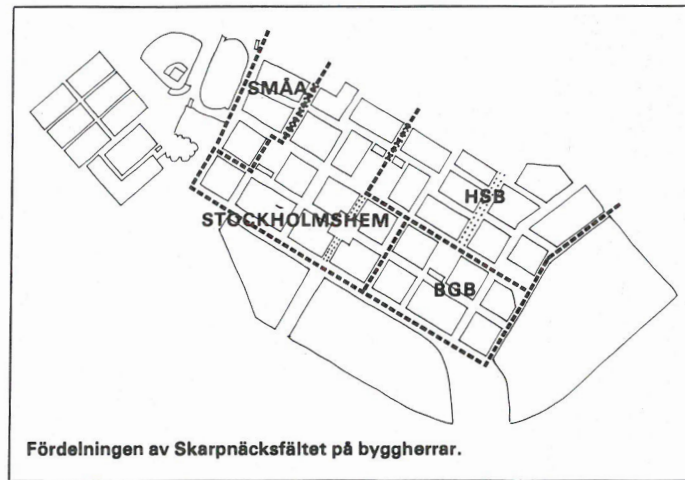 SMÅA
HSB
STOCKHOLMSHEM
BGB
Fördelningen av Skarpnäcksfältet på byggherrar.